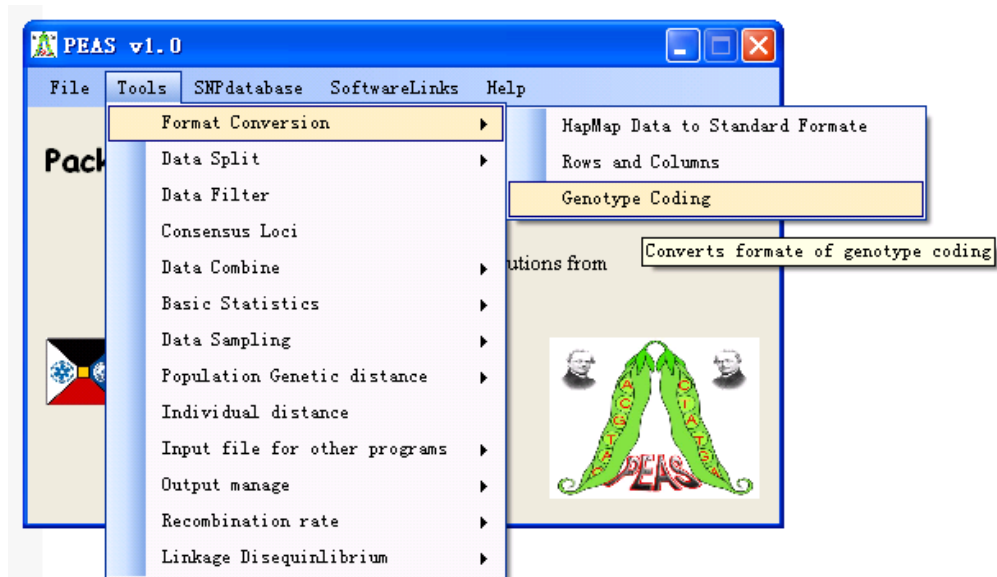 PEAS v1.0
File Tools SNPdatabase SoftwareLinks Help
Pack
Format Conversion
Data Split
Data Filter
Consensus Loci
Data Combine
Basic Statistics
Data Sampling
Population Genetic distance
Individual distance
Input file for other programs
Output manage
Recombination rate
Linkage Disequinlibrium
HapMap Data to Standard Formate
Rows and Columns
Genotype Coding
Converts formate of genotype coding
utions from
PEAS